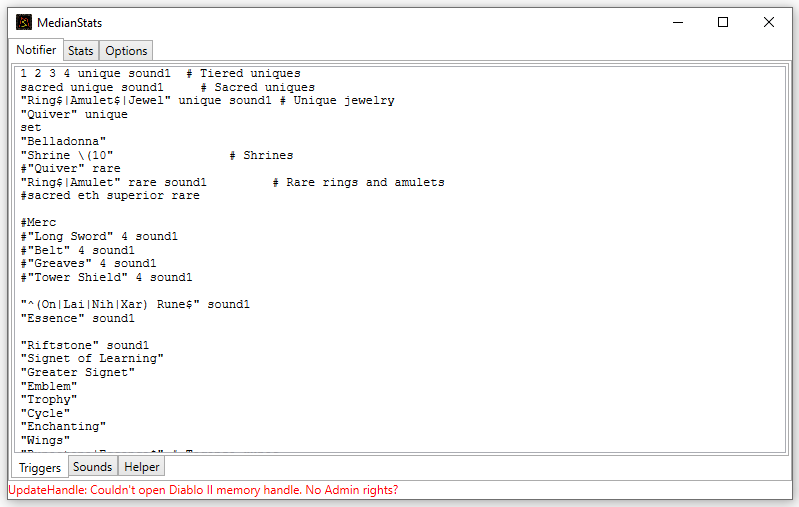 MedianStats
Notifier Stats Options
1 2 3 4 unique sound1 # Tiered uniques
sacred unique sound1 # Sacred uniques
"Ring$|Amulet$|Jewel" unique sound1 # Unique jewelry
"Quiver" unique
set
"Belladonna"
"Shrine \(10" # Shrines
#"Quiver" rare
"Ring$|Amulet" rare sound1 # Rare rings and amulets
#sacred eth superior rare
#Merc
#"Long Sword" 4 sound1
#"Belt" 4 sound1
#"Greaves" 4 sound1
#"Tower Shield" 4 sound1
"^(On|Lai|Nih|Xar) Rune$" sound1
"Essence" sound1
"Riftstone" sound1
"Signet of Learning"
"Greater Signet"
"Emblem"
"Trophy"
"Cycle"
"Enchanting"
"Wings"
Triggers Sounds Helper
UpdateHandle: Couldn't open Diablo II memory handle. No Admin rights?